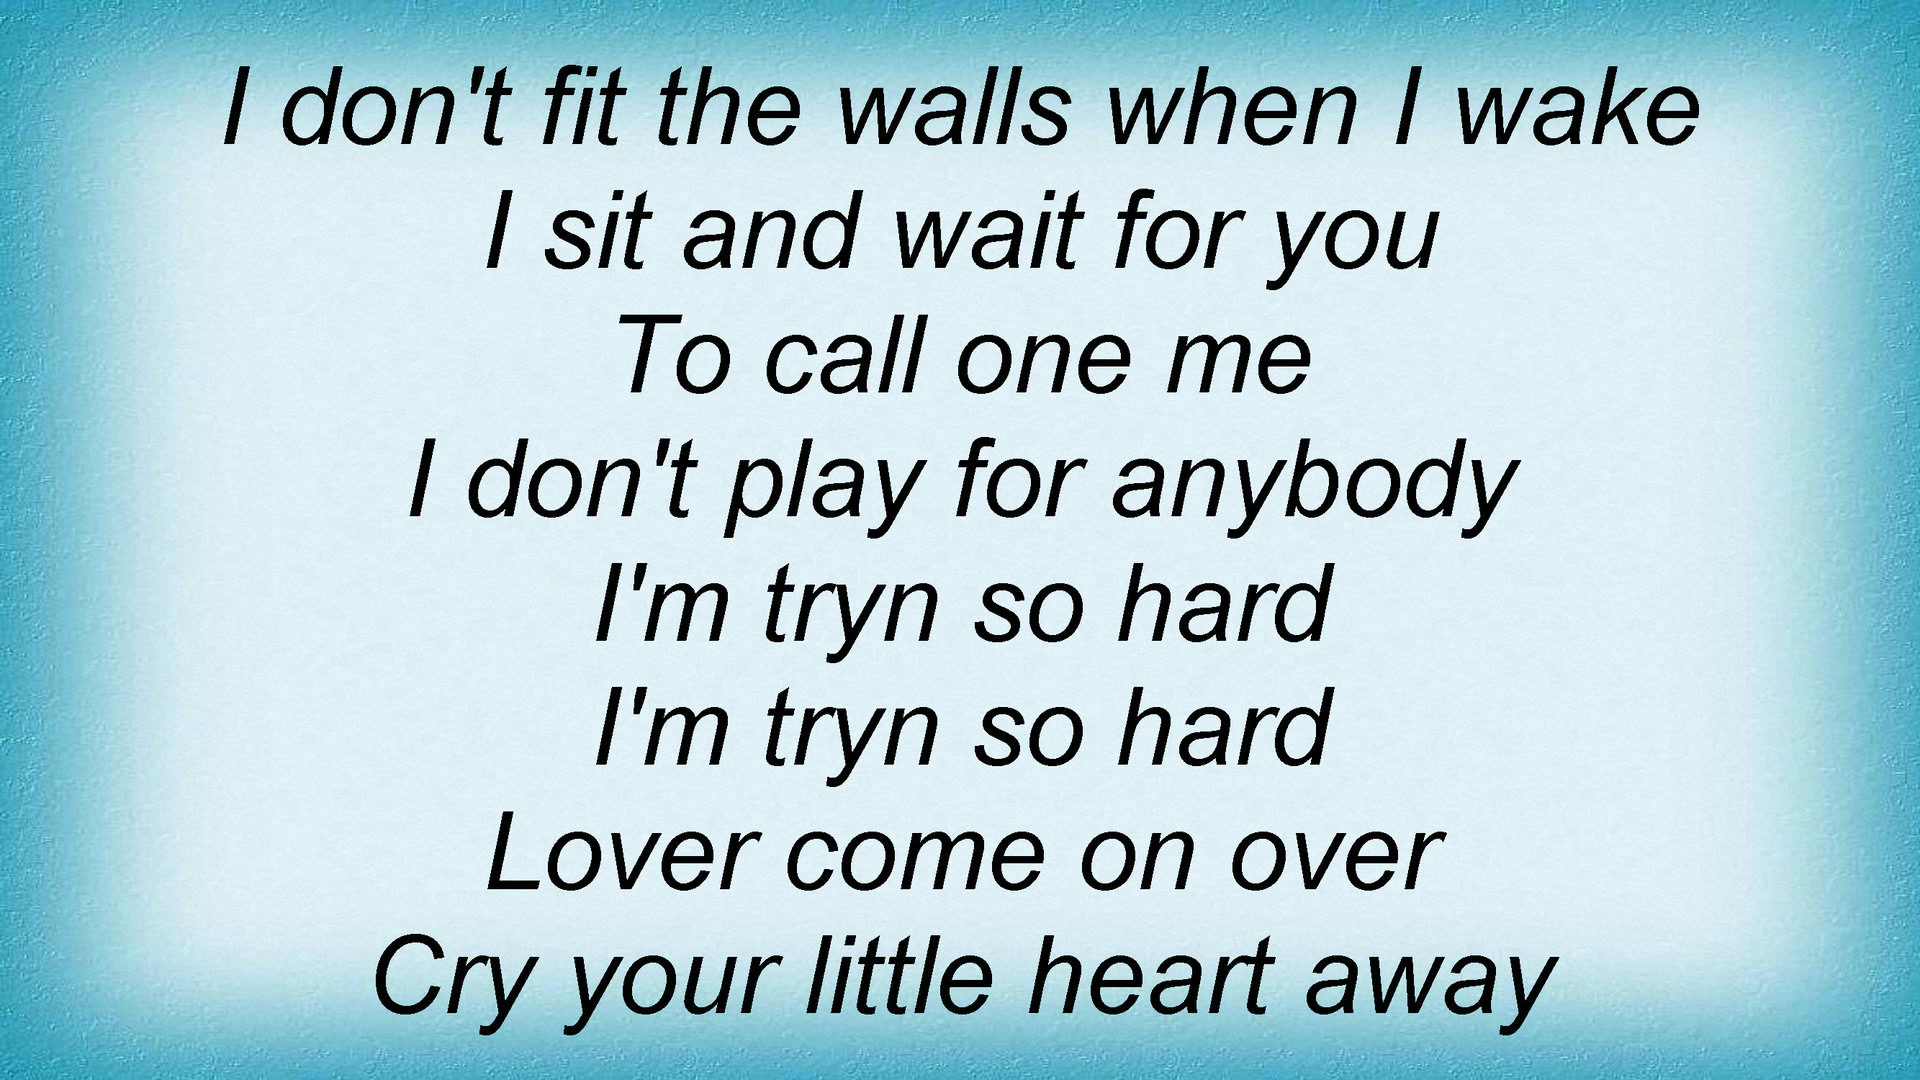 I don't fit the walls when I wake
I sit and wait for you
To call one me
I don't play for anybody
I'm tryn so hard
I'm tryn so hard
Lover come on over
Cry your little heart away